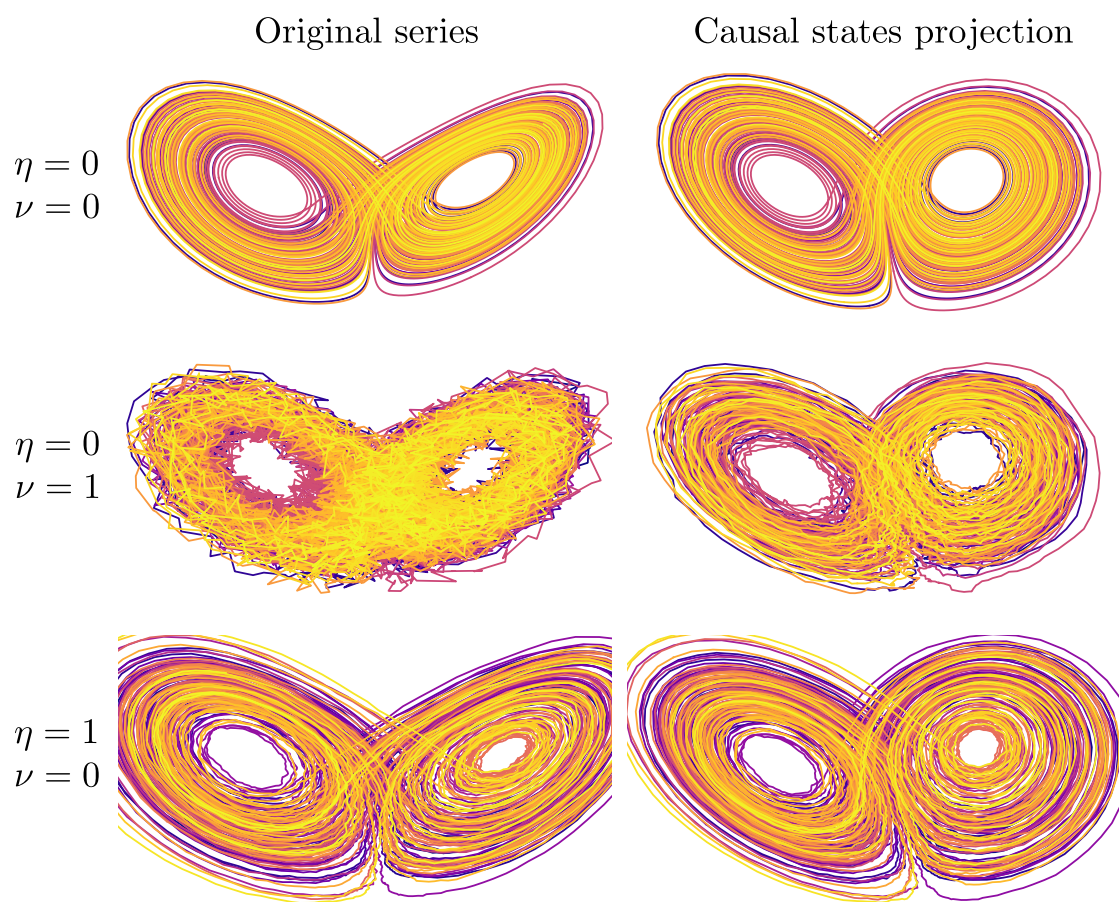 Original series
Causal states projection
η = 0
ν = 0
η = 0
ν = 1
η = 1
ν = 0